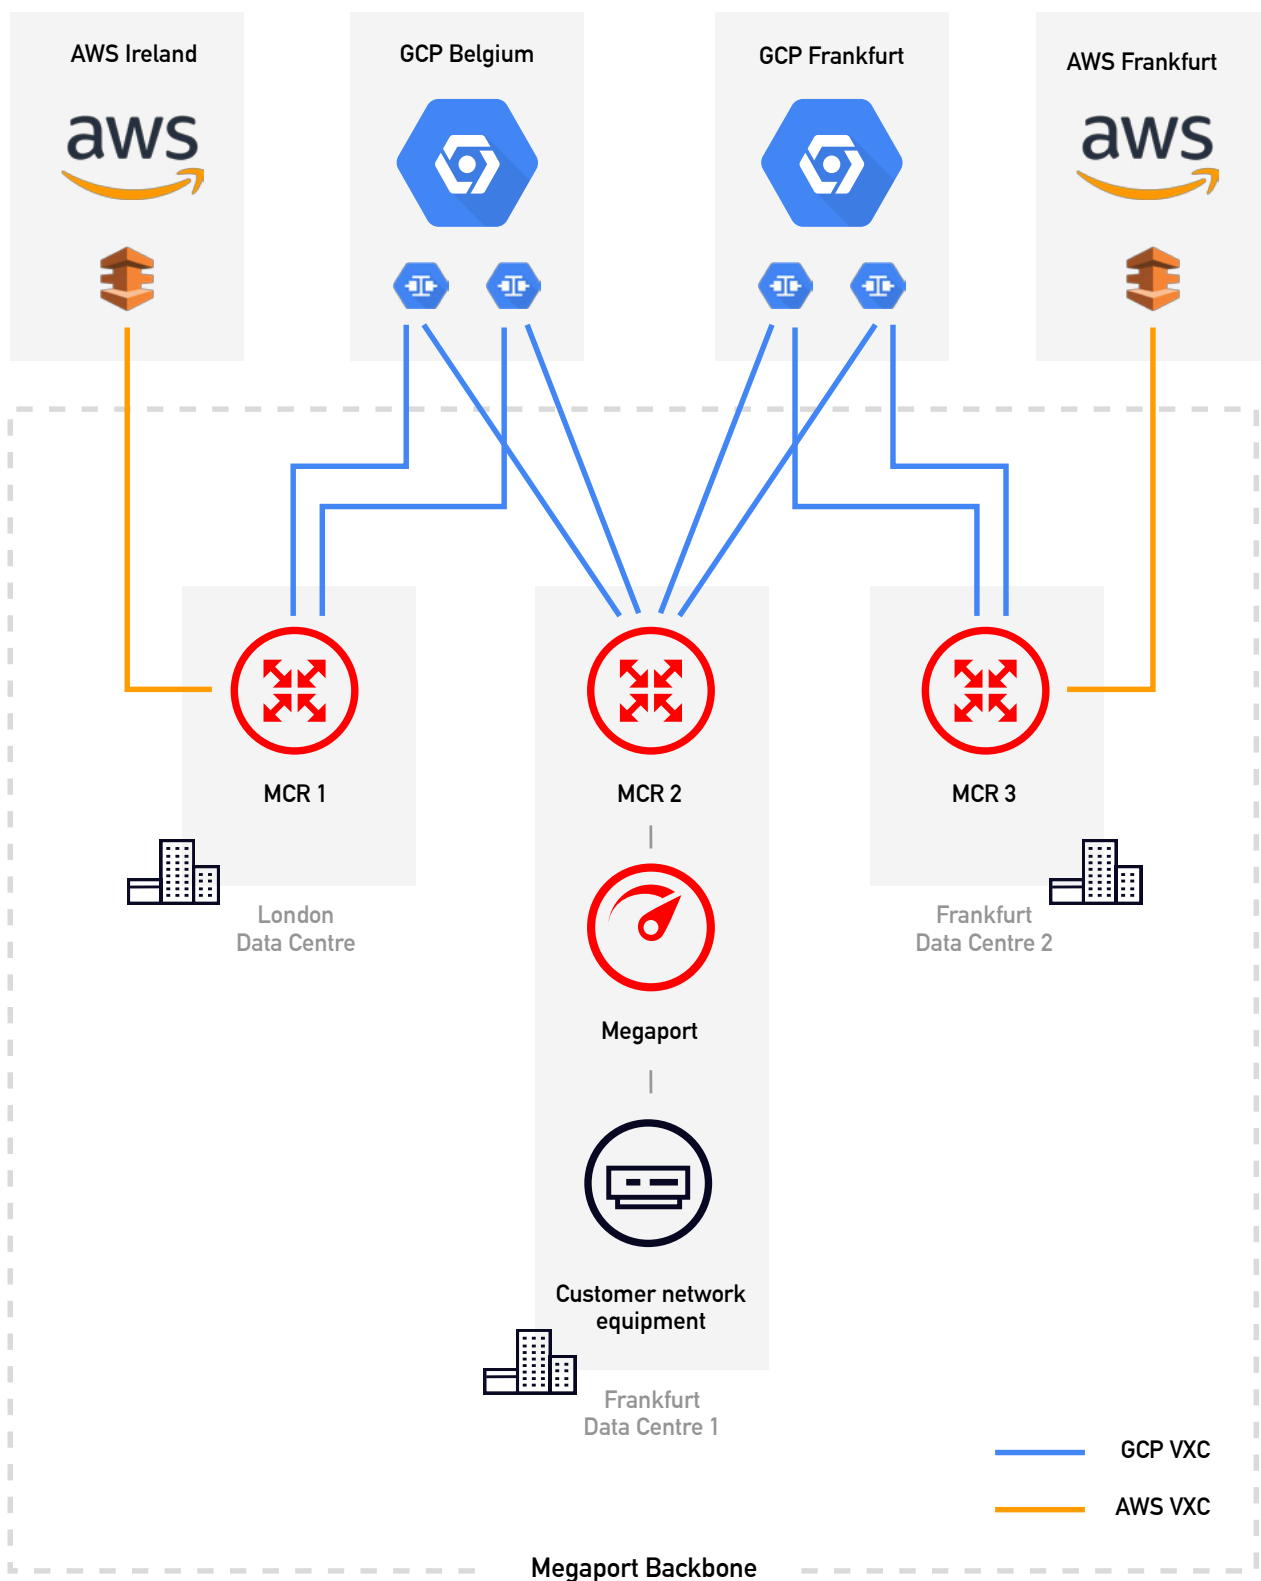 AWS Ireland
GCP Belgium
GCP Frankfurt
AWS Frankfurt
aws
aws
MCR 1
MCR 2
MCR 3
London
Data Centre
Frankfurt
Data Centre 2
Megaport
Customer network
equipment
Frankfurt
Data Centre 1
GCP VXC
AWS VXC
Megaport Backbone